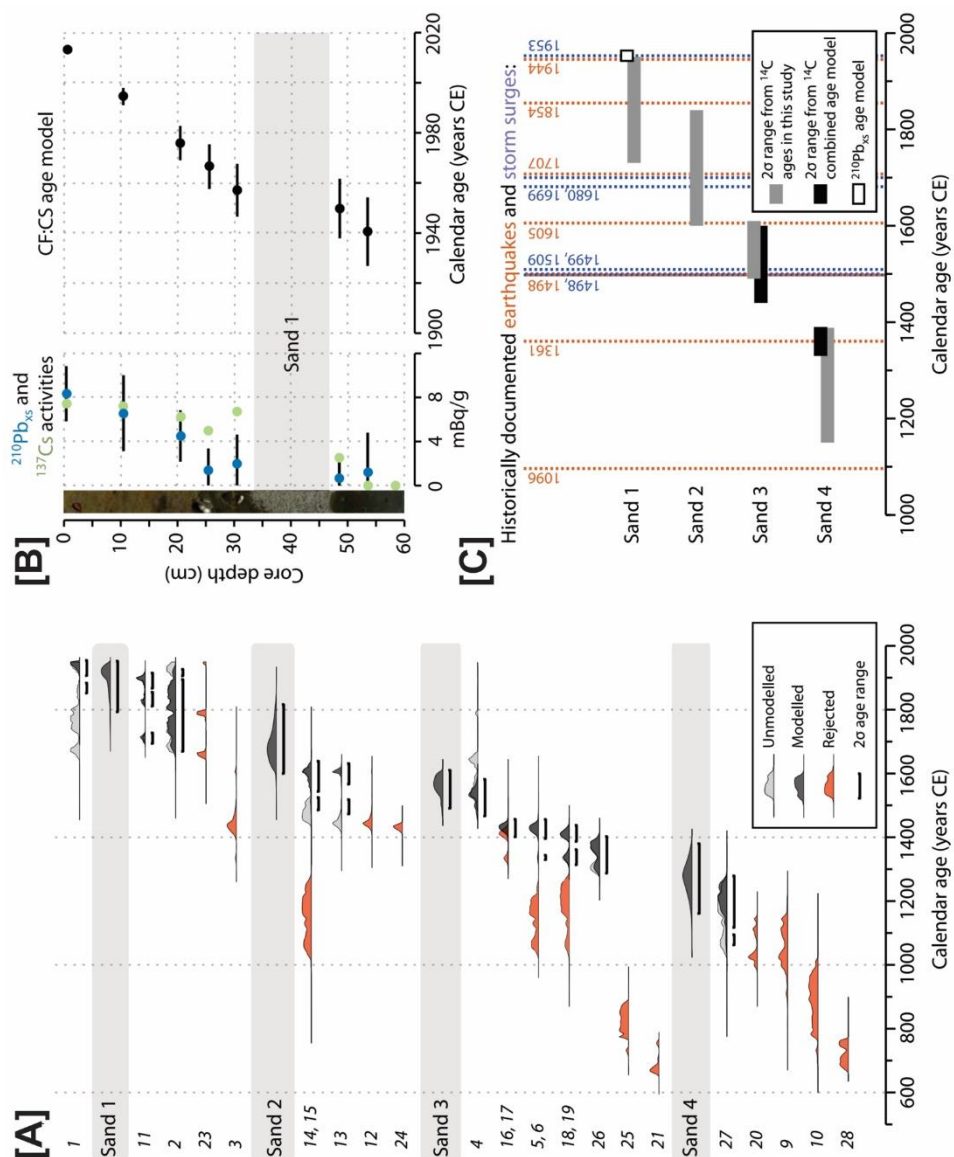 [A]
1
Sand 1
11
2
23
3
Sand 2
14, 15
13
12
24
Sand 3
4
16, 17
5, 6
18, 19
26
25
21
Sand 4
27
20
9
10
28
600
800
1000
1200
1400
1600
1800
2000
Calendar age (years CE)
Unmodelled
Modelled
Rejected
2σ age range
[B]
²¹⁰Pbxs and
¹³⁷Cs activities
CF:CS age model
0
10
20
30
40
50
60
Core depth (cm)
Sand 1
0
4
8
mBq/g
1900
1940
1980
2020
Calendar age (years CE)
[C]
Historically documented earthquakes and storm surges:
1096
1361
1498
1498, 1499, 1509
1605
1680, 1699
1707
1854
1944
1953
Sand 1
Sand 2
Sand 3
Sand 4
2σ range from ¹⁴C
ages in this study
2σ range from ¹⁴C
combined age model
²¹⁰Pbxs age model
1000
1200
1400
1600
1800
2000
Calendar age (years CE)